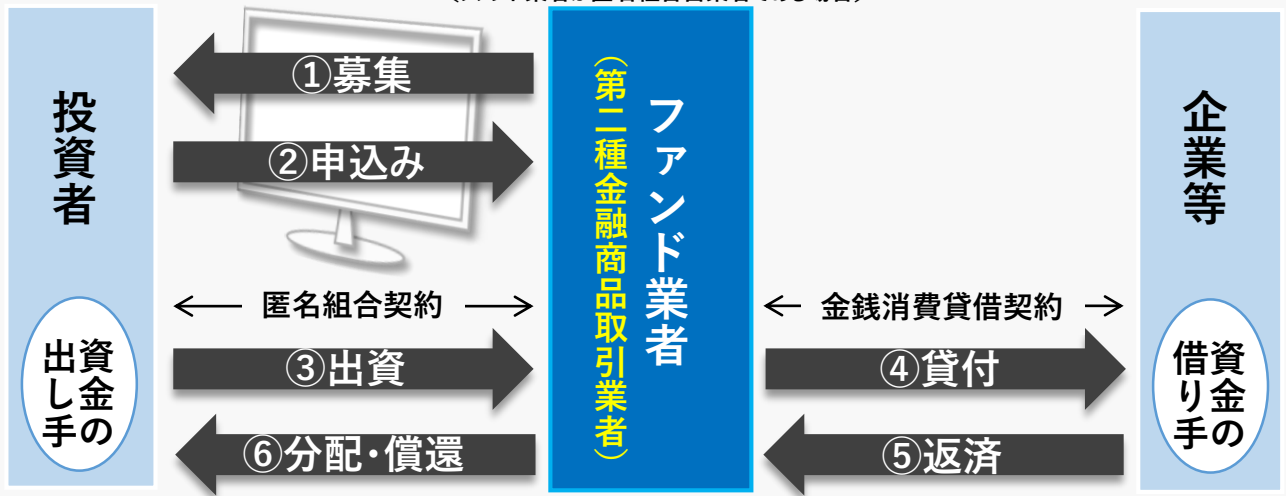 ①募集
②申込み
投資者
資金の
出し手
匿名組合契約
③出資
⑥分配・償還
ファンド業者
(第二種金融商品取引業者)
金銭消費貸借契約
④貸付
⑤返済
企業等
資金の
借り手